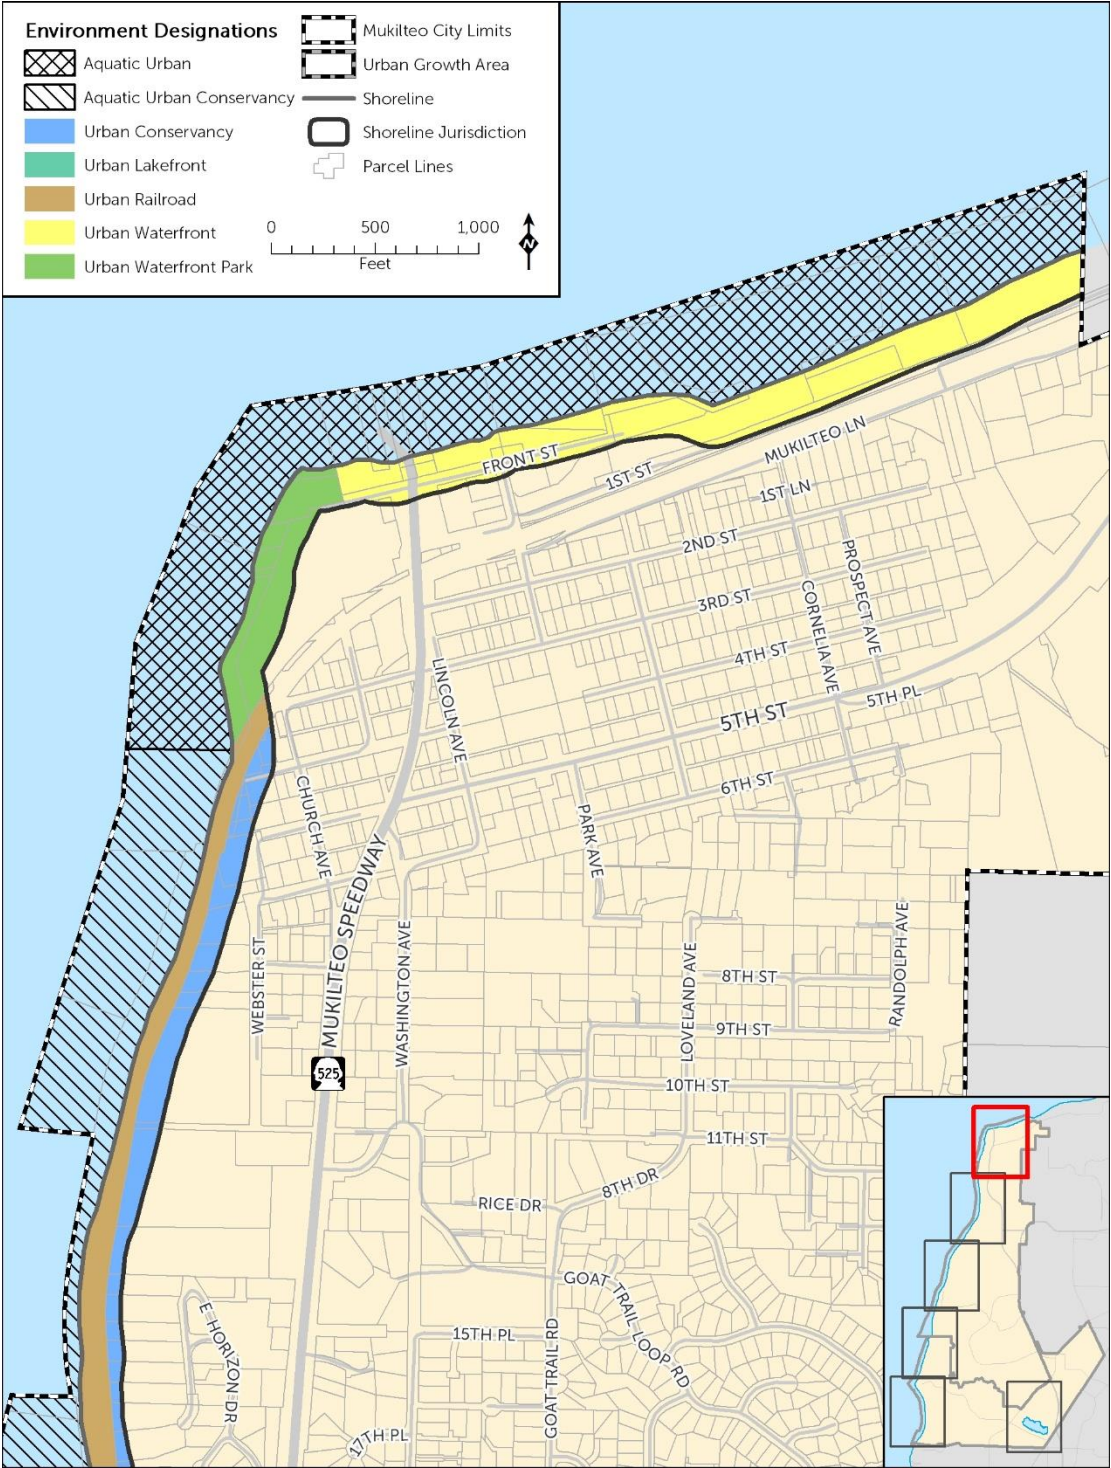 Environment Designations
Aquatic Urban
Aquatic Urban Conservancy
Urban Conservancy
Urban Lakefront
Urban Railroad
Urban Waterfront
Urban Waterfront Park
Mukilteo City Limits
Urban Growth Area
Shoreline
Shoreline Jurisdiction
Parcel Lines
0 500 1,000
Feet
N
MUKILTEO LN
FRONT ST
1ST ST
1ST LN
2ND ST
PROSPECT AVE
3RD ST
CORNELIA AVE
4TH ST
LINCOLN AVE
5TH PL
5TH ST
6TH ST
CHURCH AVE
PARK AVE
MUKILTEO SPEEDWAY
WEBSTER ST
WASHINGTON AVE
LOVELAND AVE
RANDOLPH AVE
8TH ST
9TH ST
525
10TH ST
11TH ST
8TH DR
RICE DR
GOAT TRAIL LOOP RD
E HORIZON DR
15TH PL
GOAT TRAIL RD
17TH PL